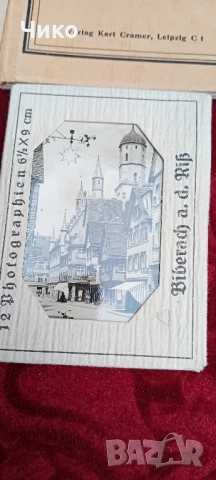 Чико
Verlag Karl Cramer, Leipzig C 1
12 Photographien 6½ X 9 cm
Biberach a. d. Riß
BAZAR
.bg